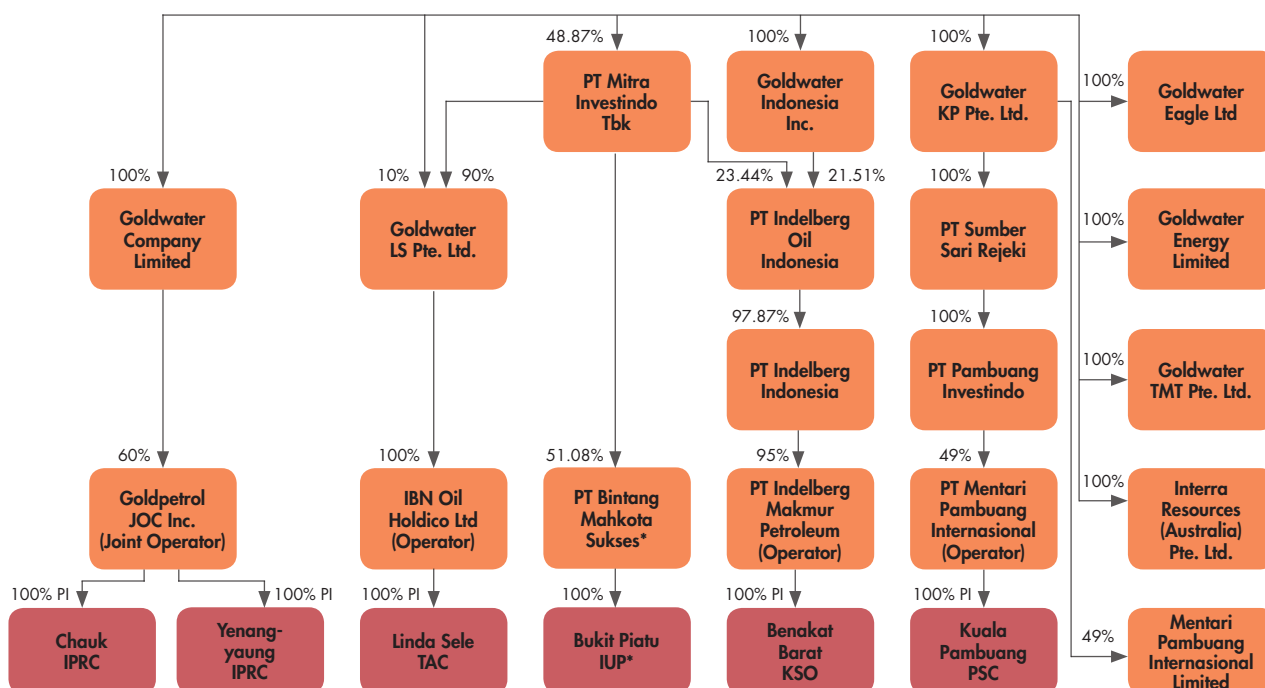 48.87%
100%
100%
PT Mitra
Investindo
Tbk
Goldwater
Indonesia
Inc.
Goldwater
KP Pte. Ltd.
100%
Goldwater
Eagle Ltd
100%
10%
90%
23.44%
21.51%
100%
Goldwater
Company
Limited
Goldwater
LS Pte. Ltd.
PT Indelberg
Oil
Indonesia
PT Sumber
Sari Rejeki
100%
Goldwater
Energy
Limited
97.87%
100%
PT Indelberg
Indonesia
PT Pambuang
Investindo
100%
Goldwater
TMT Pte. Ltd.
60%
100%
51.08%
95%
49%
Goldpetrol
JOC Inc.
(Joint Operator)
IBN Oil
Holdico Ltd
(Operator)
PT Bintang
Mahkota
Sukses*
PT Indelberg
Makmur
Petroleum
(Operator)
PT Mentari
Pambuang
Internasional
(Operator)
100%
Interra
Resources
(Australia)
Pte. Ltd.
100% PI
100% PI
100% PI
100%
100% PI
100% PI
Chauk
IPRC
Yenang-
yaung
IPRC
Linda Sele
TAC
Bukit Piatu
IUP*
Benakat
Barat
KSO
Kuala
Pambuang
PSC
49%
Mentari
Pambuang
Internasional
Limited